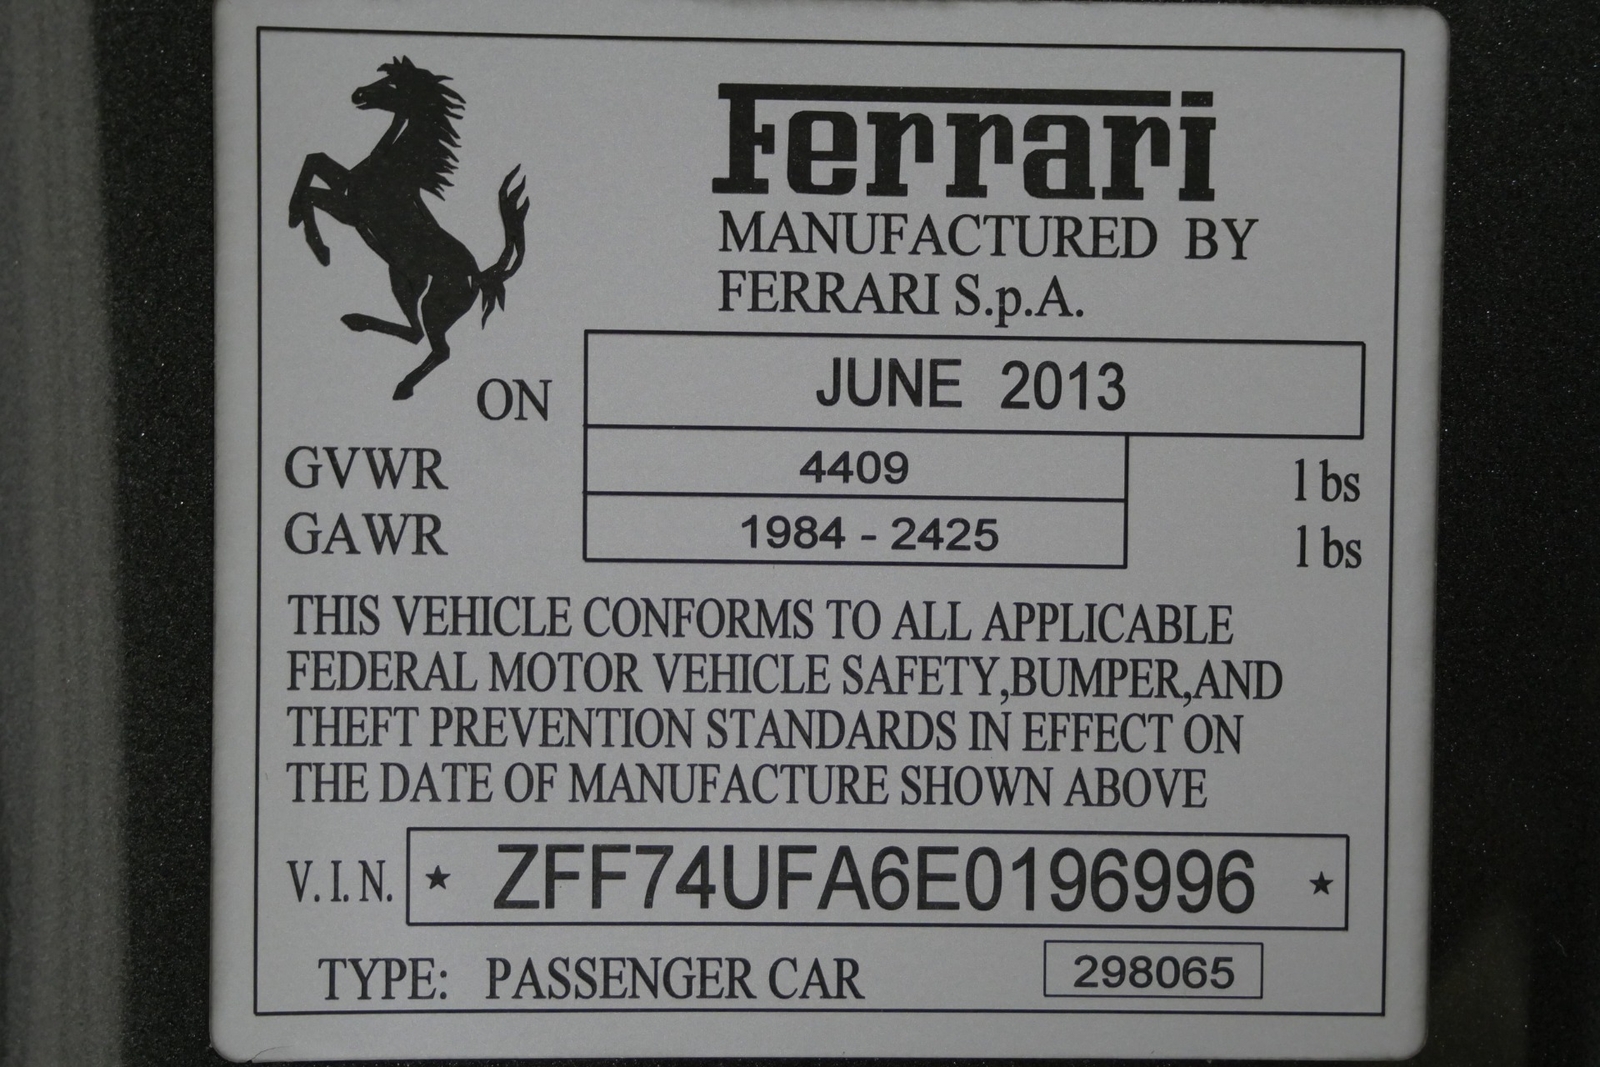 Ferrari
MANUFACTURED BY
FERRARI S.p.A.
ON JUNE 2013
GVWR 4409 lbs
GAWR 1984 - 2425 lbs
THIS VEHICLE CONFORMS TO ALL APPLICABLE
FEDERAL MOTOR VEHICLE SAFETY,BUMPER,AND
THEFT PREVENTION STANDARDS IN EFFECT ON
THE DATE OF MANUFACTURE SHOWN ABOVE
V.I.N. ★ ZFF74UFA6E0196996 ★
TYPE: PASSENGER CAR 298065